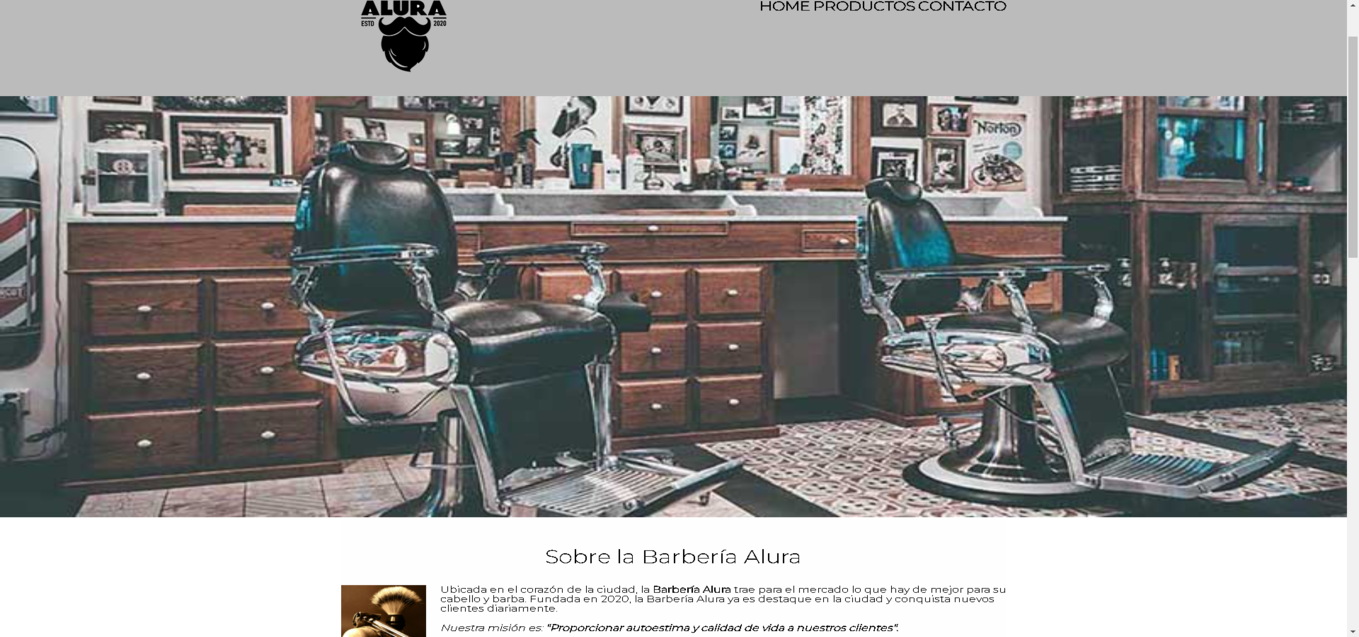 ALURA
ESTD 2020
HOME PRODUCTOS CONTACTO
Norton
Sobre la Barbería Alura
Ubicada en el corazón de la ciudad, la Barbería Alura trae para el mercado lo que hay de mejor para su
cabello y barba. Fundada en 2020, la Barbería Alura ya es destaque en la ciudad y conquista nuevos
clientes diariamente.
Nuestra misión es: "Proporcionar autoestima y calidad de vida a nuestros clientes".